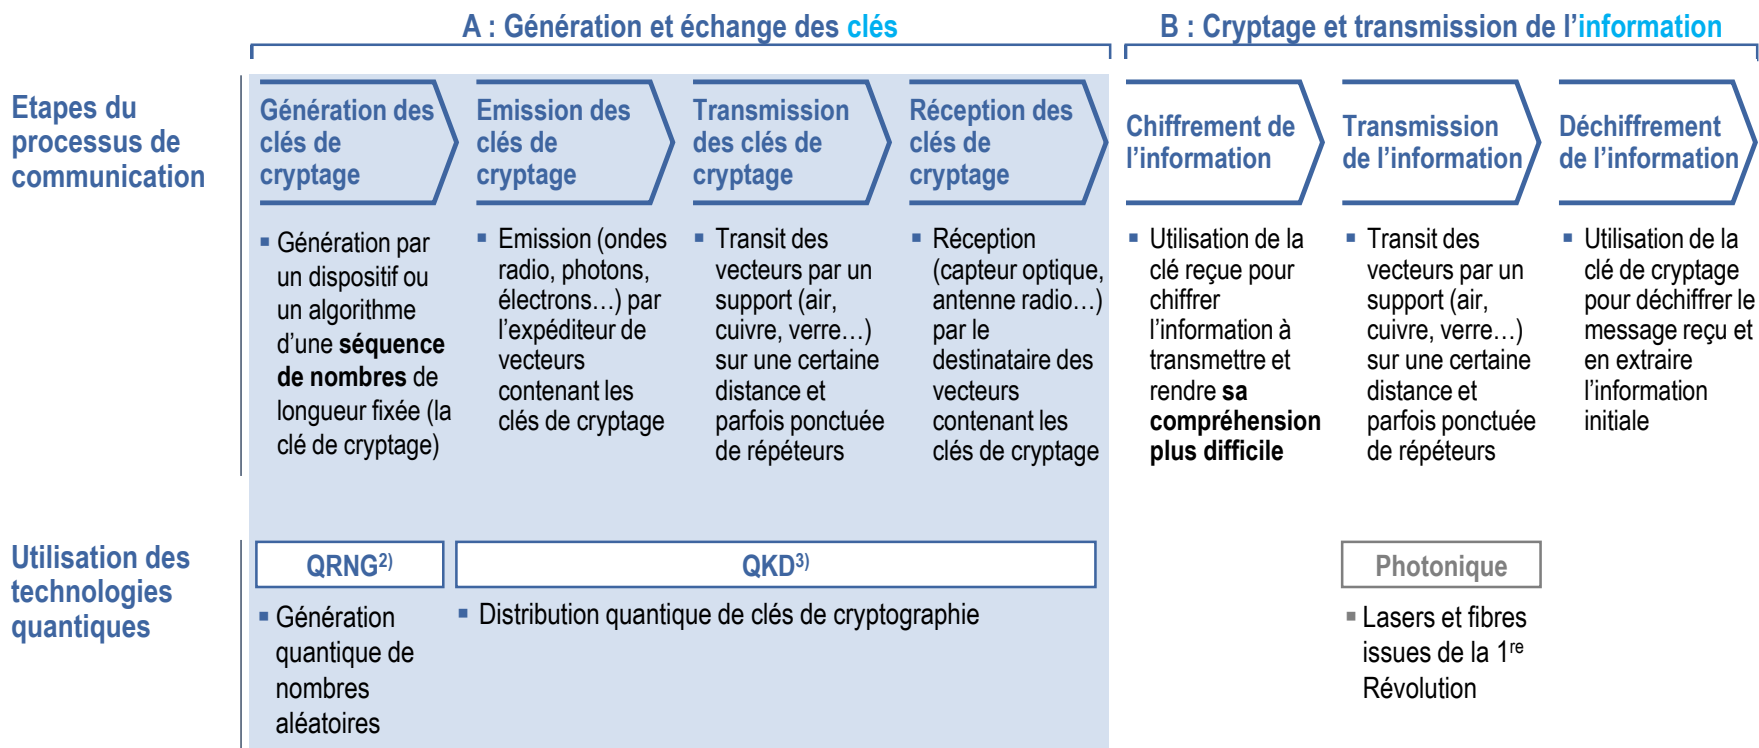 A : Génération et échange des clés
B : Cryptage et transmission de l’information
Etapes du
processus de
communication
Génération des
clés de
cryptage
Emission des
clés de
cryptage
Transmission
des clés de
cryptage
Réception des
clés de
cryptage
Chiffrement de
l’information
Transmission
de l’information
Déchiffrement
de l’information
▪ Génération par
un dispositif ou
un algorithme
d’une séquence
de nombres de
longueur fixée (la
clé de cryptage)
▪ Emission (ondes
radio, photons,
électrons…) par
l’expéditeur de
vecteurs
contenant les
clés de cryptage
▪ Transit des
vecteurs par un
support (air,
cuivre, verre…)
sur une certaine
distance et
parfois ponctuée
de répéteurs
▪ Réception
(capteur optique,
antenne radio…)
par le
destinataire des
vecteurs
contenant les
clés de cryptage
▪ Utilisation de la
clé reçue pour
chiffrer
l’information à
transmettre et
rendre sa
compréhension
plus difficile
▪ Transit des
vecteurs par un
support (air,
cuivre, verre…)
sur une certaine
distance et
parfois ponctuée
de répéteurs
▪ Utilisation de la
clé de cryptage
pour déchiffrer le
message reçu et
en extraire
l’information
initiale
Utilisation des
technologies
quantiques
QRNG2)
▪ Génération
quantique de
nombres
aléatoires
QKD3)
▪ Distribution quantique de clés de cryptographie
Photonique
▪ Lasers et fibres
issues de la 1re
Révolution